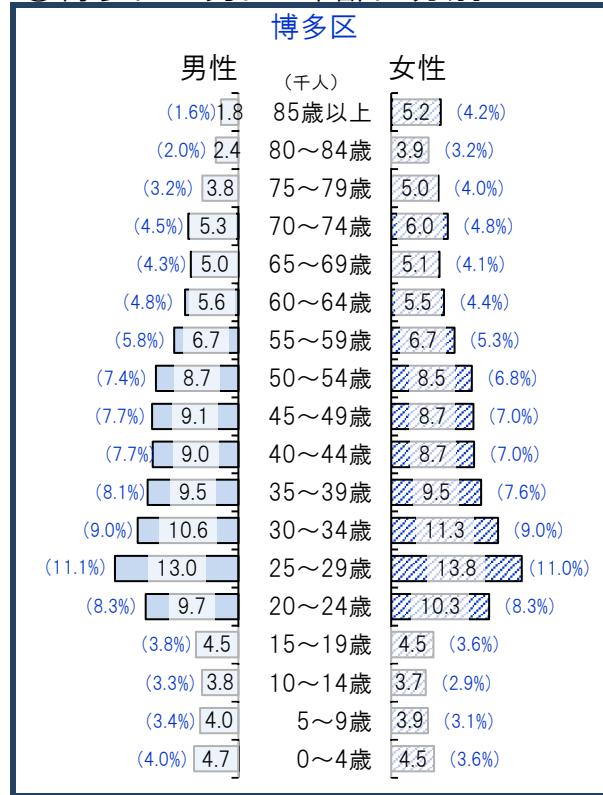 博多区
男性 (千人) 女性
(1.6%) 1.8 85歳以上 5.2 (4.2%)
(2.0%) 2.4 80～84歳 3.9 (3.2%)
(3.2%) 3.8 75～79歳 5.0 (4.0%)
(4.5%) 5.3 70～74歳 6.0 (4.8%)
(4.3%) 5.0 65～69歳 5.1 (4.1%)
(4.8%) 5.6 60～64歳 5.5 (4.4%)
(5.8%) 6.7 55～59歳 6.7 (5.3%)
(7.4%) 8.7 50～54歳 8.5 (6.8%)
(7.7%) 9.1 45～49歳 8.7 (7.0%)
(7.7%) 9.0 40～44歳 8.7 (7.0%)
(8.1%) 9.5 35～39歳 9.5 (7.6%)
(9.0%) 10.6 30～34歳 11.3 (9.0%)
(11.1%) 13.0 25～29歳 13.8 (11.0%)
(8.3%) 9.7 20～24歳 10.3 (8.3%)
(3.8%) 4.5 15～19歳 4.5 (3.6%)
(3.3%) 3.8 10～14歳 3.7 (2.9%)
(3.4%) 4.0 5～9歳 3.9 (3.1%)
(4.0%) 4.7 0～4歳 4.5 (3.6%)